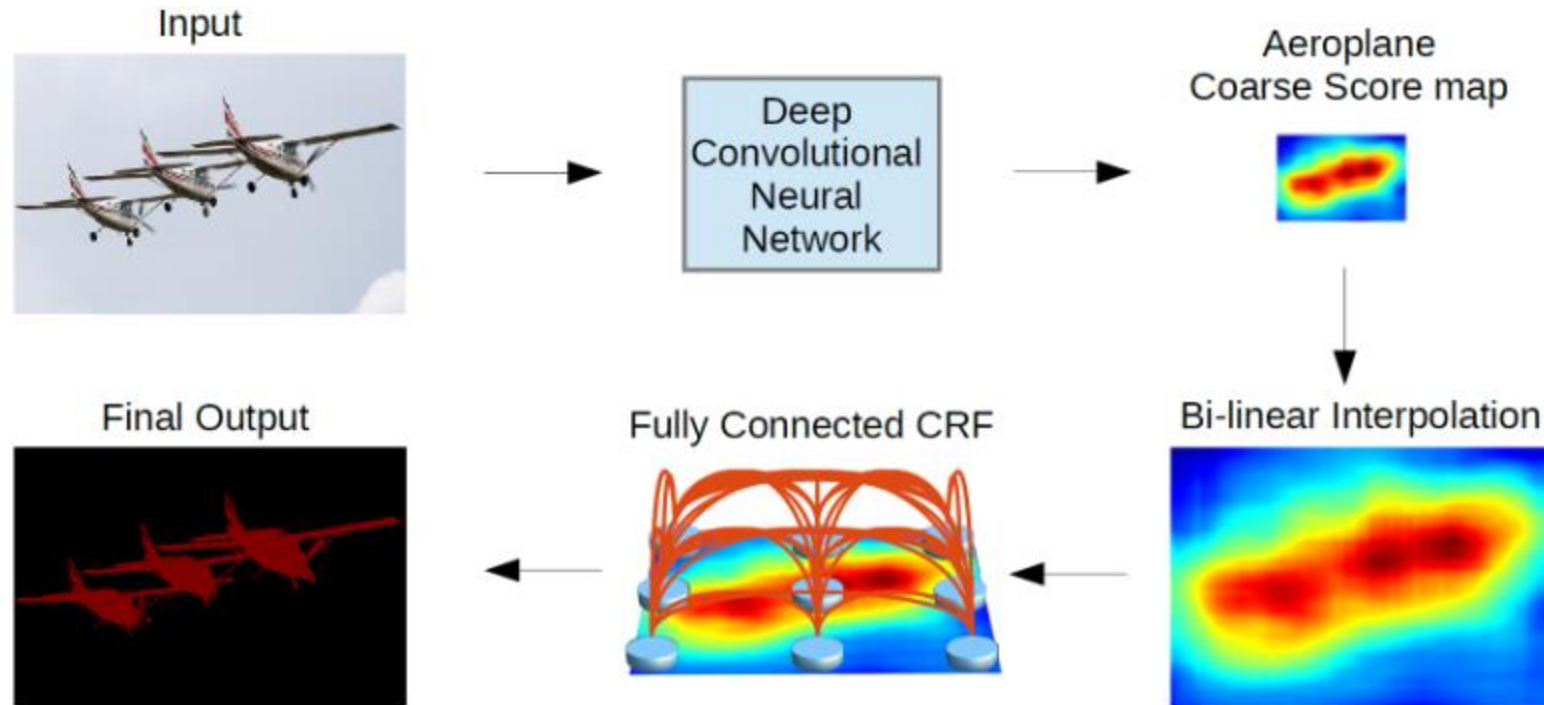 Input
Deep
Convolutional
Neural
Network
Aeroplane
Coarse Score map
Bi-linear Interpolation
Fully Connected CRF
Final Output